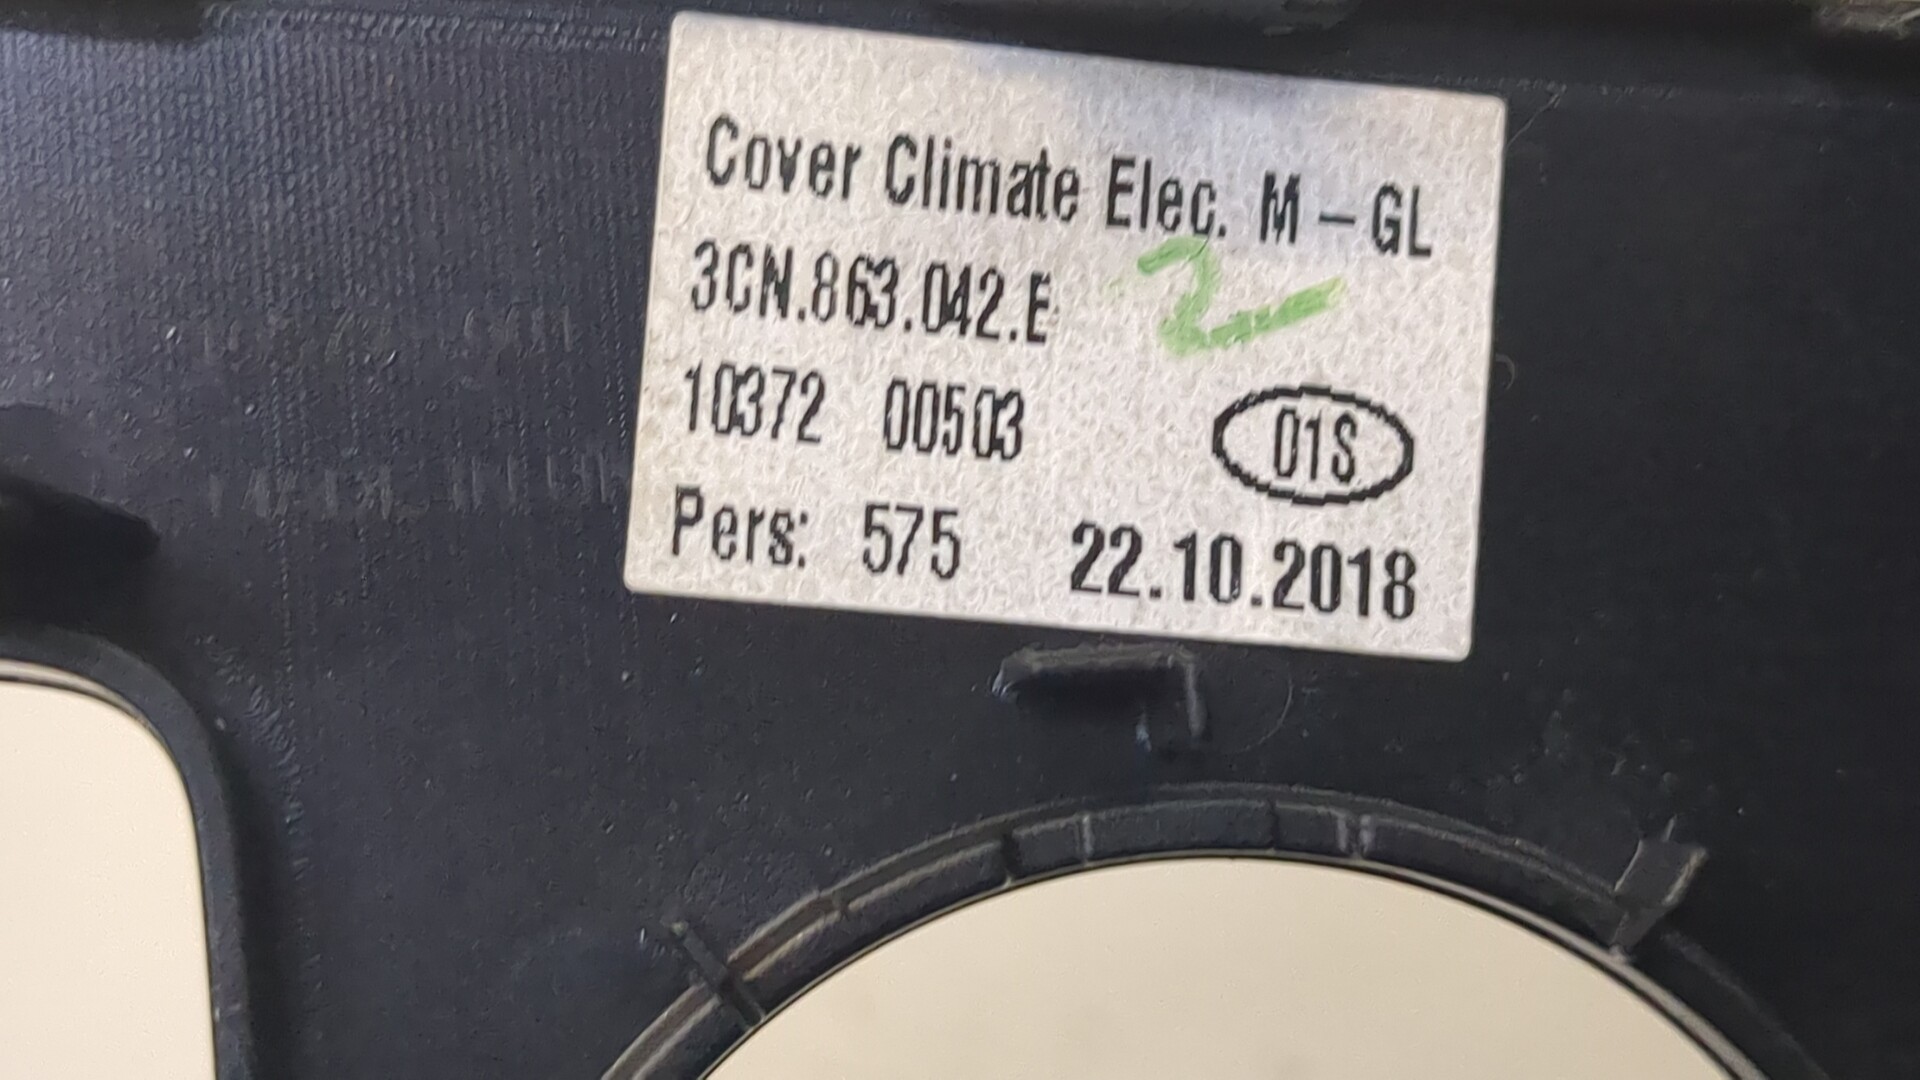 Cover Climate Elec. M – GL
3CN.863.042.E 2
10372 00503 01S
Pers: 575 22.10.2018